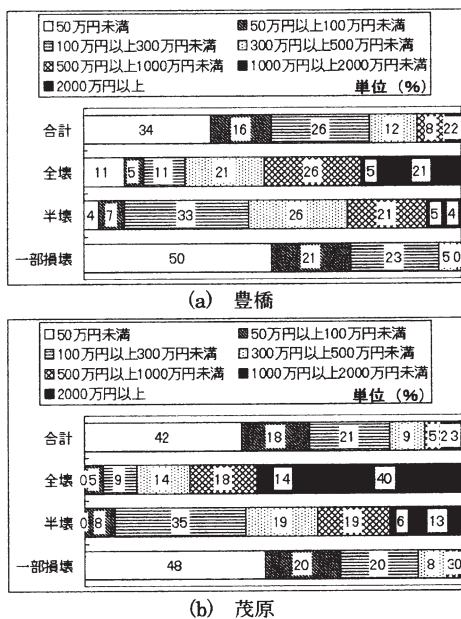 □50万円未満 ▩50万円以上100万円未満
▤100万円以上300万円未満 ░300万円以上500万円未満
▩500万円以上1000万円未満 ■1000万円以上2000万円未満
■2000万円以上 単位(%)
合計 34 16 26 12 8 2 2
全壊 11 5 11 21 26 5 21
半壊 4 7 33 26 21 5 4
一部損壊 50 21 23 5 0
(a) 豊橋
□50万円未満 ▩50万円以上100万円未満
▤100万円以上300万円未満 ░300万円以上500万円未満
▩500万円以上1000万円未満 ■1000万円以上2000万円未満
■2000万円以上 単位(%)
合計 42 18 21 9 5 2 3
全壊 0 5 9 14 18 14 40
半壊 0 8 35 19 19 6 13
一部損壊 48 20 20 8 3 0
(b) 茂原